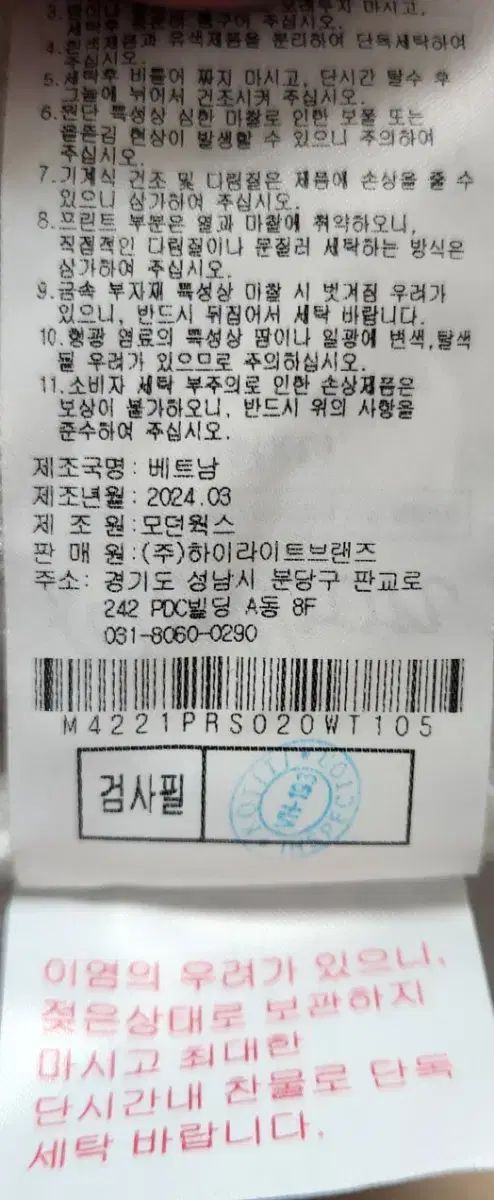 3. 오래두지 마시고,
주십시오.
4. 흰색제품과 유색제품을 분리하여 단독세탁하여
주십시오.
5. 세탁후 비틀어 짜지 마시고, 단시간 탈수 후
그늘에 뉘어서 건조시켜 주십시오.
6. 원단 특성상 심한 마찰로 인한 보풀 또는
올튿김 현상이 발생할 수 있으니 주의하여
주십시오.
7. 기계식 건조 및 다림질은 제품에 손상을 줄 수
있으니 삼가하여 주십시오.
8. 프린트 부분은 열과 마찰에 취약하오니,
직접적인 다림질이나 문질러 세탁하는 방식은
삼가하여 주십시오.
9. 금속 부자재 특성상 마찰 시 벗겨짐 우려가
있으니, 반드시 뒤집어서 세탁 바랍니다.
10. 형광 염료의 특성상 땀이나 일광에 변색,탈색
될 우려가 있으므로 주의하십시오.
11. 소비자 세탁 부주의로 인한 손상제품은
보상이 불가하오니, 반드시 위의 사항을
준수하여 주십시오.
제조국명 : 베트남
제조년월 : 2024.03
제 조 원 : 모던웍스
판 매 원 : (주)하이라이트브랜즈
주소: 경기도 성남시 분당구 판교로
242 PDC빌딩 A동 8F
031-8060-0290
M4221PRS020WT105
검사필
KOTITI
VN-193
이염의 우려가 있으니,
젖은상태로 보관하지
마시고 최대한
단시간내 찬물로 단독
세탁 바랍니다.